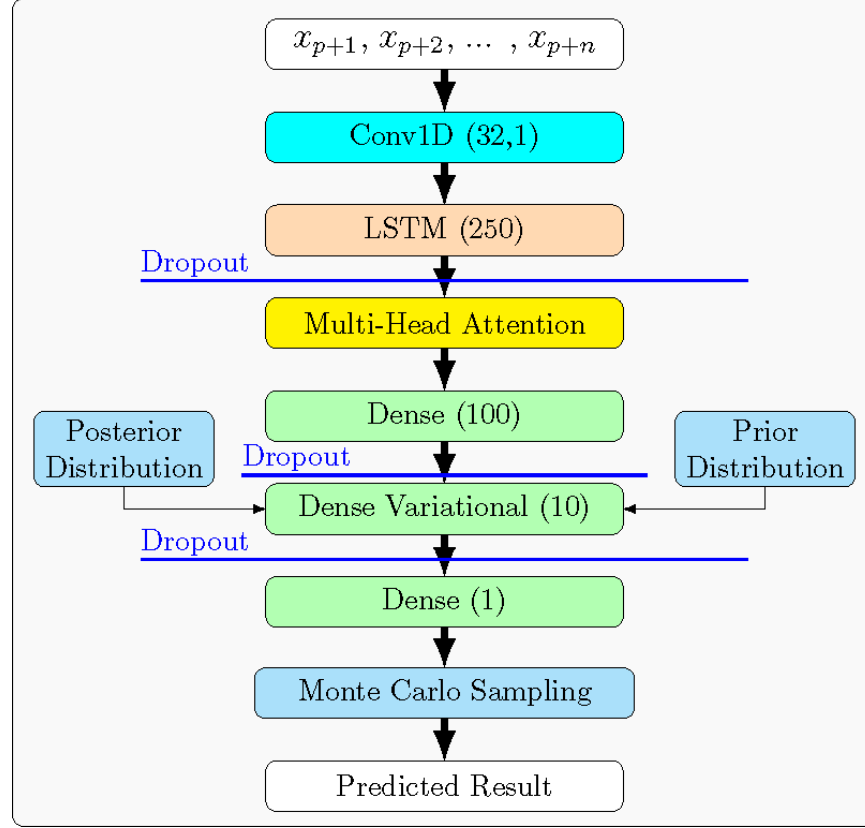 x_{p+1}, x_{p+2}, ... , x_{p+n}
Conv1D (32,1)
LSTM (250)
Dropout
Multi-Head Attention
Dense (100)
Posterior
Distribution
Prior
Distribution
Dropout
Dense Variational (10)
Dropout
Dense (1)
Monte Carlo Sampling
Predicted Result